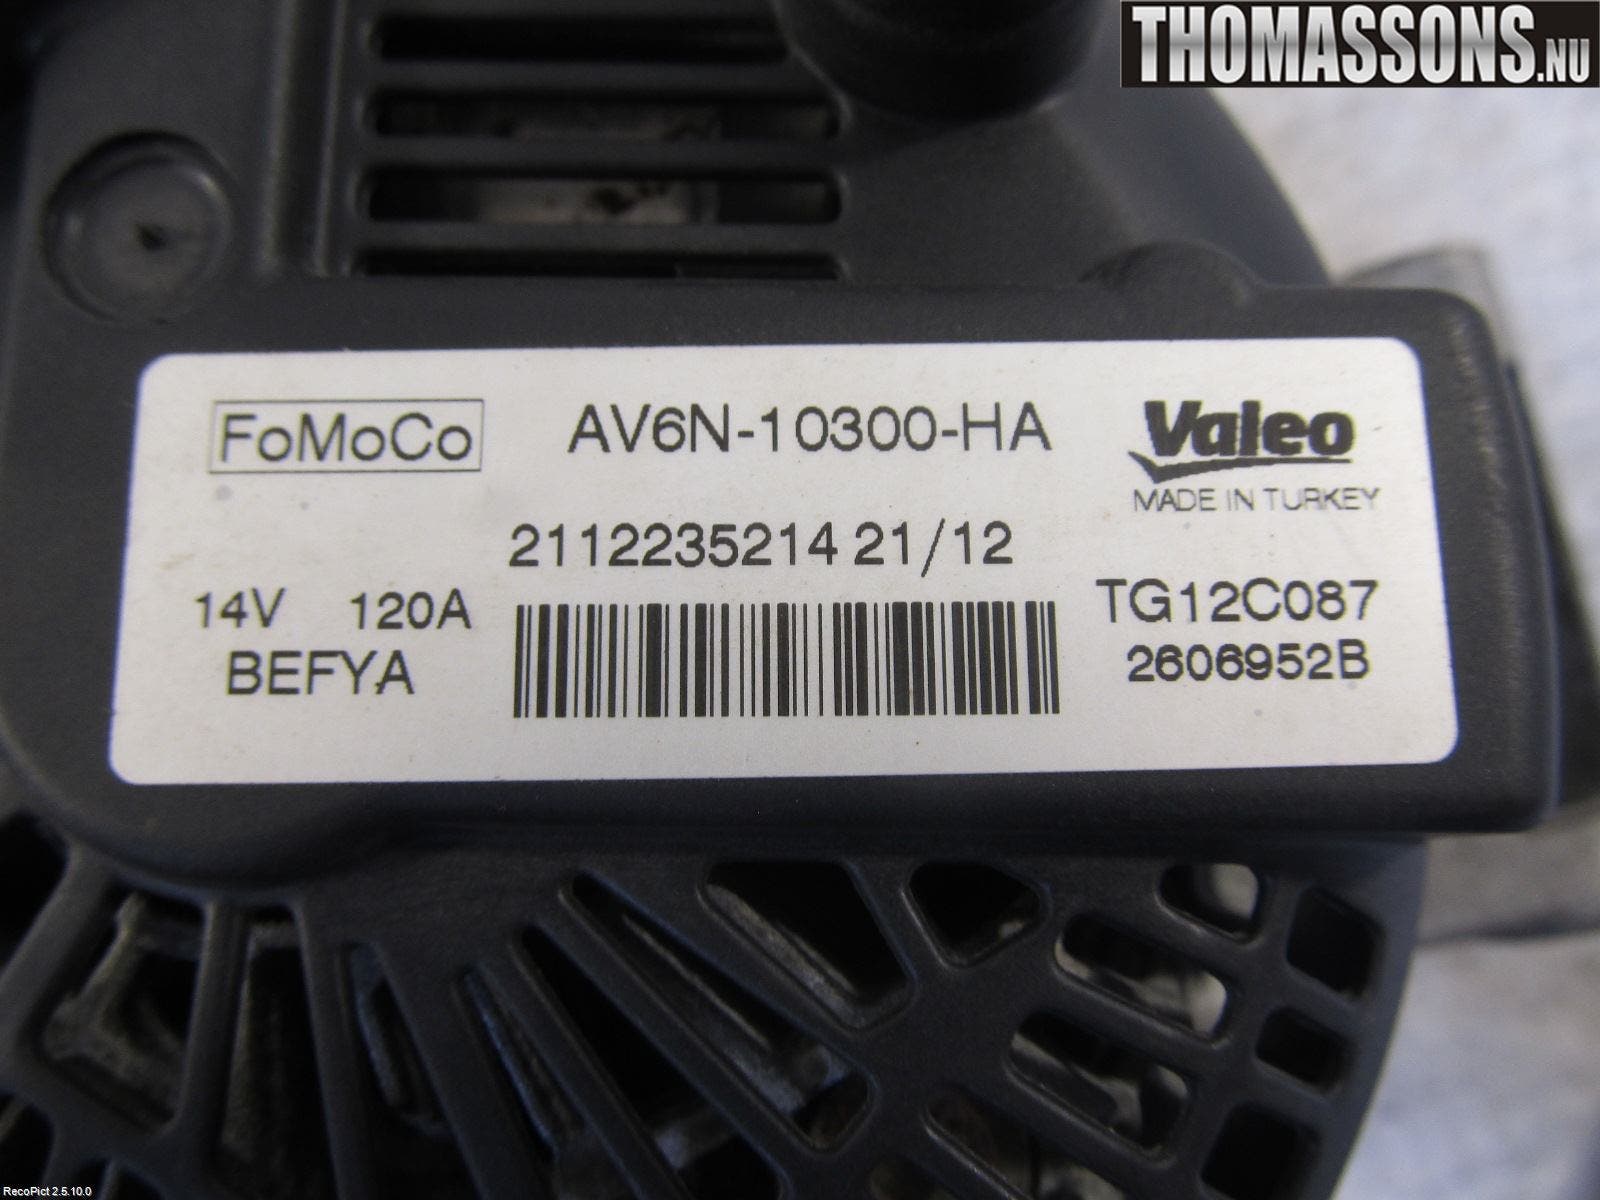 THOMASSONS.NU
FoMoCo
AV6N-10300-HA
Valeo
MADE IN TURKEY
2112235214 21/12
14V 120A
BEFYA
TG12C087
2606952B
RecoPict 2.5.10.0